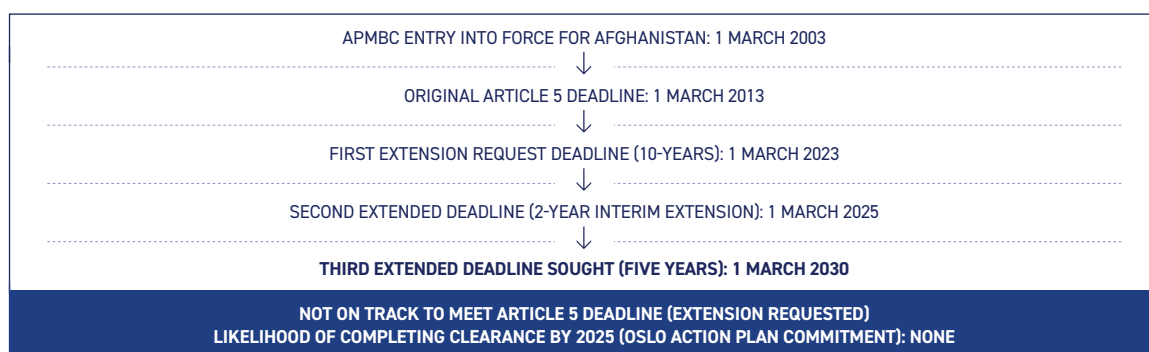 APMBC ENTRY INTO FORCE FOR AFGHANISTAN: 1 MARCH 2003
ORIGINAL ARTICLE 5 DEADLINE: 1 MARCH 2013
FIRST EXTENSION REQUEST DEADLINE (10-YEARS): 1 MARCH 2023
SECOND EXTENDED DEADLINE (2-YEAR INTERIM EXTENSION): 1 MARCH 2025
THIRD EXTENDED DEADLINE SOUGHT (FIVE YEARS): 1 MARCH 2030
NOT ON TRACK TO MEET ARTICLE 5 DEADLINE (EXTENSION REQUESTED)
LIKELIHOOD OF COMPLETING CLEARANCE BY 2025 (OSLO ACTION PLAN COMMITMENT): NONE